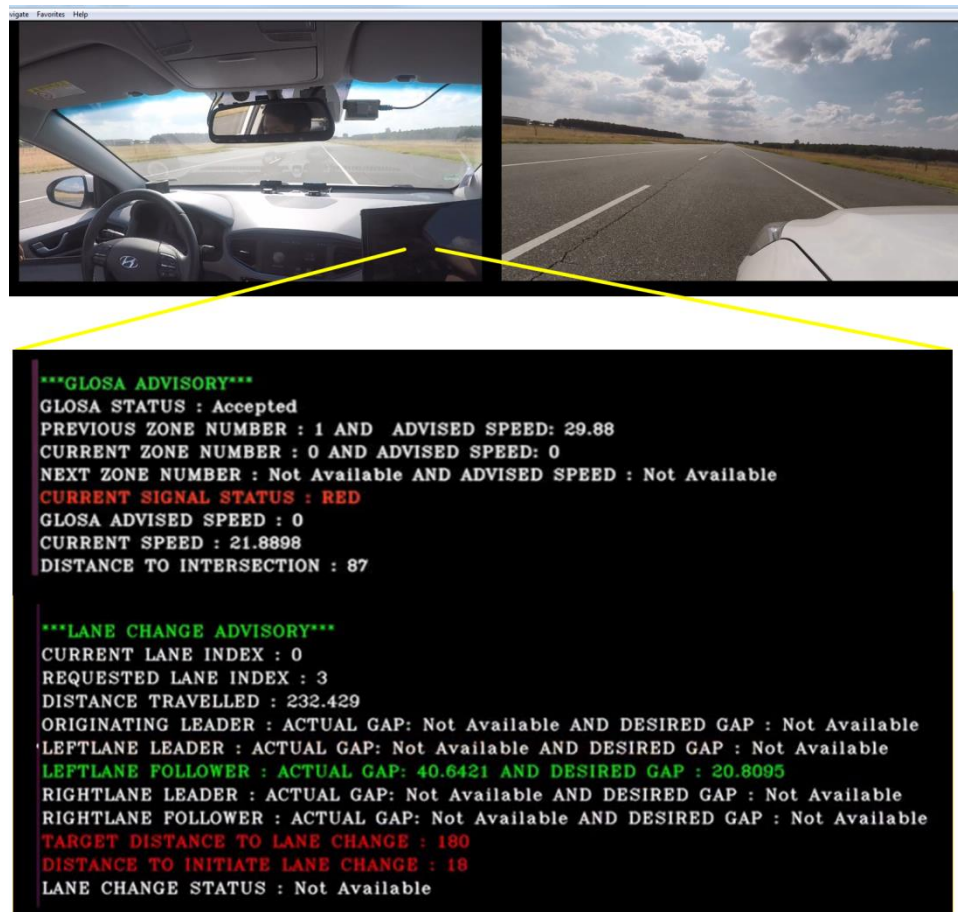 Favorites Help
***GLOSA ADVISORY***
GLOSA STATUS : Accepted
PREVIOUS ZONE NUMBER : 1 AND ADVISED SPEED: 29.88
CURRENT ZONE NUMBER : 0 AND ADVISED SPEED: 0
NEXT ZONE NUMBER : Not Available AND ADVISED SPEED : Not Available
CURRENT SIGNAL STATUS : RED
GLOSA ADVISED SPEED : 0
CURRENT SPEED : 21.8898
DISTANCE TO INTERSECTION : 87
***LANE CHANGE ADVISORY***
CURRENT LANE INDEX : 0
REQUESTED LANE INDEX : 3
DISTANCE TRAVELLED : 232.429
ORIGINATING LEADER : ACTUAL GAP: Not Available AND DESIRED GAP : Not Available
LEFTLANE LEADER : ACTUAL GAP: Not Available AND DESIRED GAP : Not Available
LEFTLANE FOLLOWER : ACTUAL GAP: 40.6421 AND DESIRED GAP : 20.8095
RIGHTLANE LEADER : ACTUAL GAP: Not Available AND DESIRED GAP : Not Available
RIGHTLANE FOLLOWER : ACTUAL GAP: Not Available AND DESIRED GAP : Not Available
TARGET DISTANCE TO LANE CHANGE : 180
DISTANCE TO INITIATE LANE CHANGE : 18
LANE CHANGE STATUS : Not Available